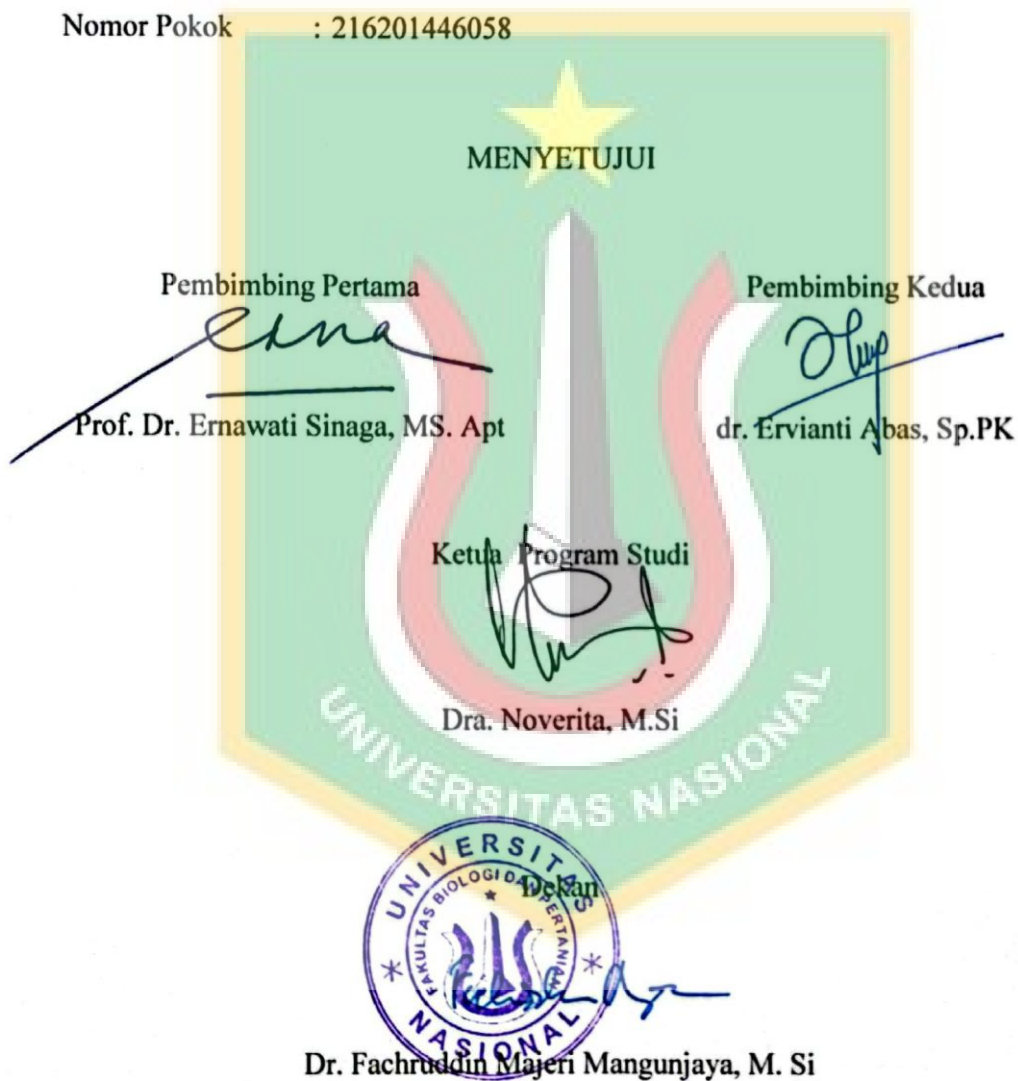 Nomor Pokok : 216201446058
MENYETUJUI
Pembimbing Pertama Pembimbing Kedua
Prof. Dr. Ernawati Sinaga, MS. Apt dr. Ervianti Abas, Sp.PK
Ketua Program Studi
Dra. Noverita, M.Si
UNIVERSITAS NASIONAL
Dekan
UNIVERSITAS
FAKULTAS BIOLOGI DAN PERTANIAN
NASIONAL
Dr. Fachruddin Majeri Mangunjaya, M. Si